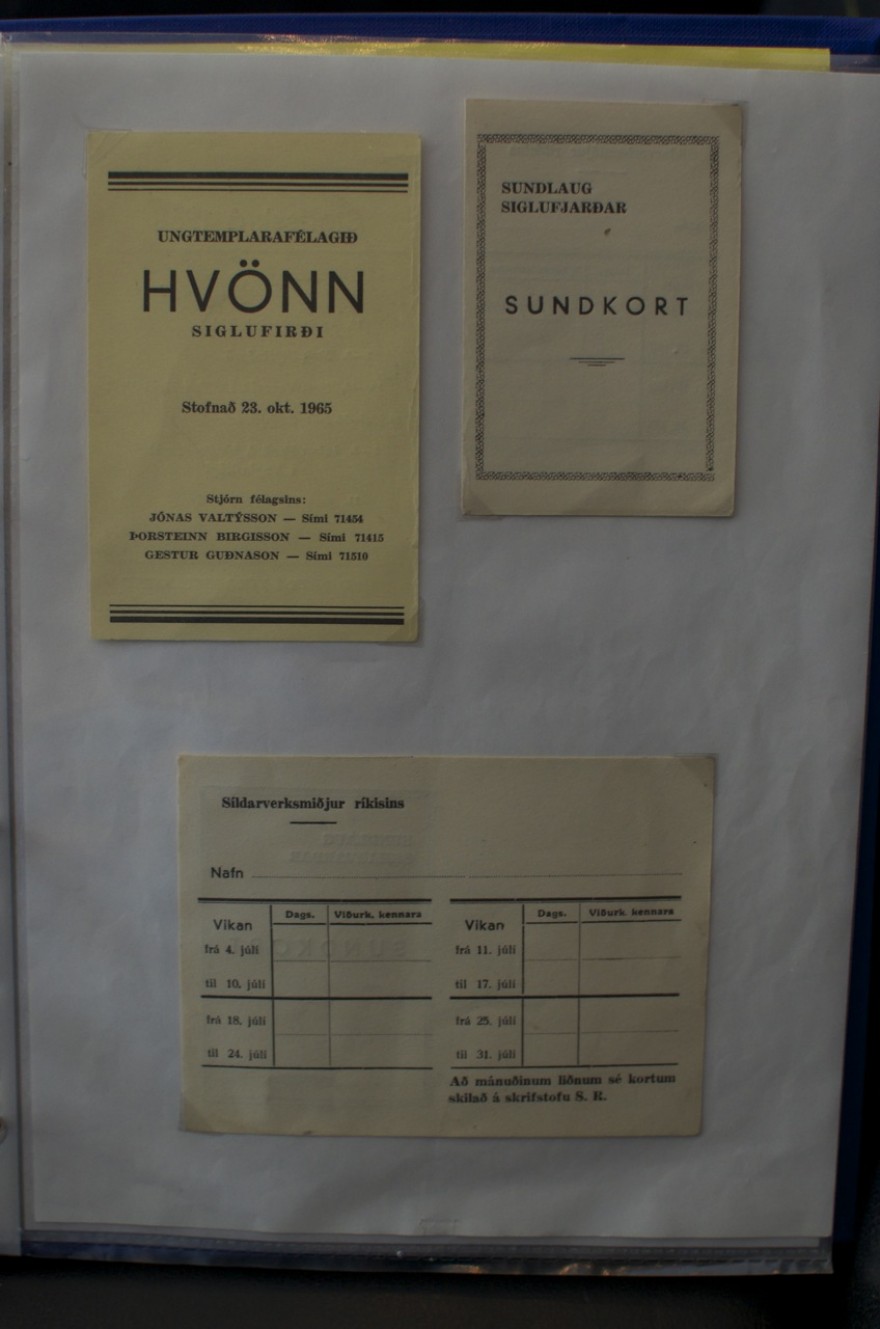 UNGTEMPLARAFÉLAGIÐ
HVÖNN
SIGLUFIRÐI
Stofnað 23. okt. 1965
Stjórn félagsins:
JÓNAS VALTÝSSON — Sími 71454
ÞORSTEINN BIRGISSON — Sími 71415
GESTUR GUÐNASON — Sími 71510
SUNDLAUG
SIGLUFJARÐAR
SUNDKORT
Síldarverksmiðjur ríkisins
Nafn
Vikan Dags. Viðurk. kennara
frá 4. júlí
til 10. júlí
frá 18. júlí
til 24. júlí
Vikan Dags. Viðurk. kennara
frá 11. júlí
til 17. júlí
frá 25. júlí
til 31. júlí
Að mánuðinum liðnum sé kortum
skilað á skrifstofu S. R.